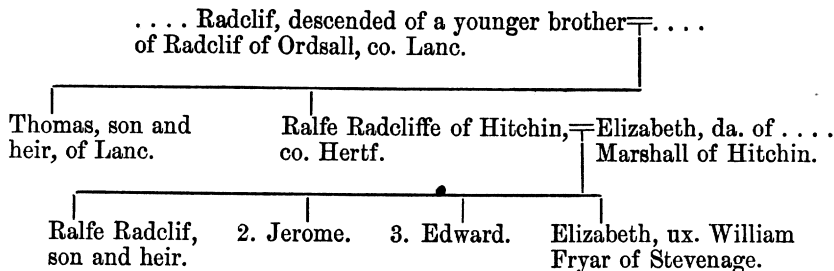 . . . . Radclif, descended of a younger brother=. . . .
of Radclif of Ordsall, co. Lanc.
Thomas, son and
heir, of Lanc.
Ralfe Radcliffe of Hitchin,=Elizabeth, da. of . . . .
co. Hertf.
Marshall of Hitchin.
Ralfe Radclif,
son and heir.
2. Jerome.
3. Edward.
Elizabeth, ux. William
Fryar of Stevenage.